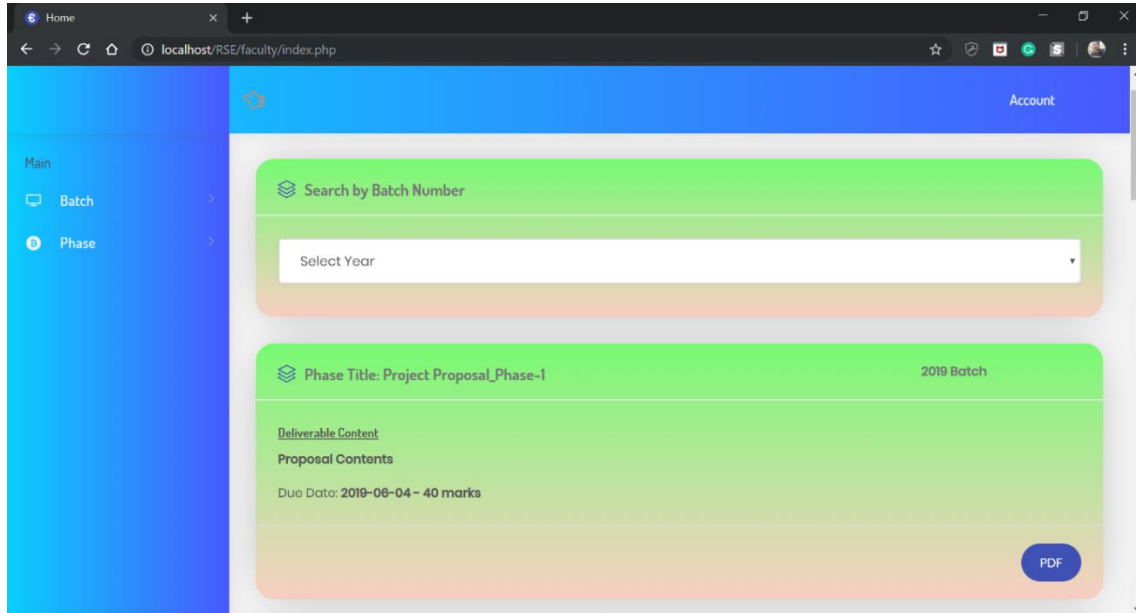 Home
localhost/RSE/faculty/index.php
Account
Main
Batch
Phase
Search by Batch Number
Select Year
Phase Title: Project Proposal_Phase-1
2019 Batch
Deliverable Content
Proposal Contents
Due Date: 2019-06-04 - 40 marks
PDF